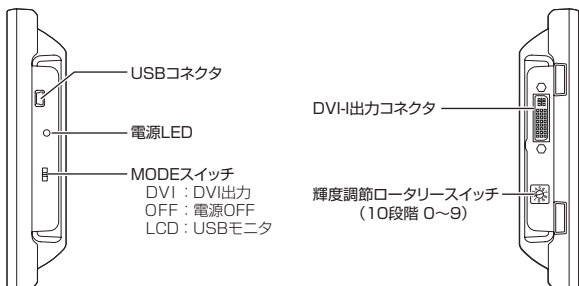 USBコネクタ
電源LED
MODEスイッチ
DVI：DVI出力
OFF：電源OFF
LCD：USBモニタ
DVI-I出力コネクタ
輝度調節ロータリースイッチ
（10段階 0～9）